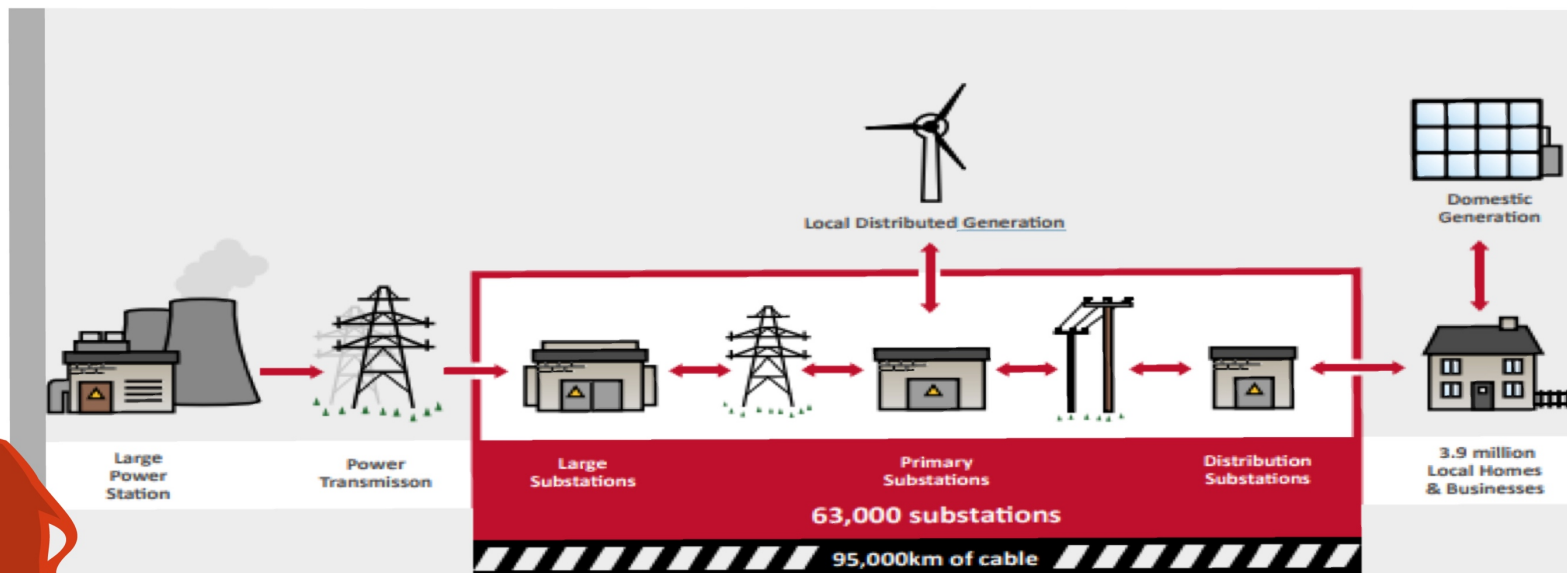 Local Distributed Generation
Domestic
Generation
Large
Power
Station
Power
Transmisson
Large
Substations
Primary
Substations
Distribution
Substations
3.9 million
Local Homes
& Businesses
63,000 substations
95,000km of cable